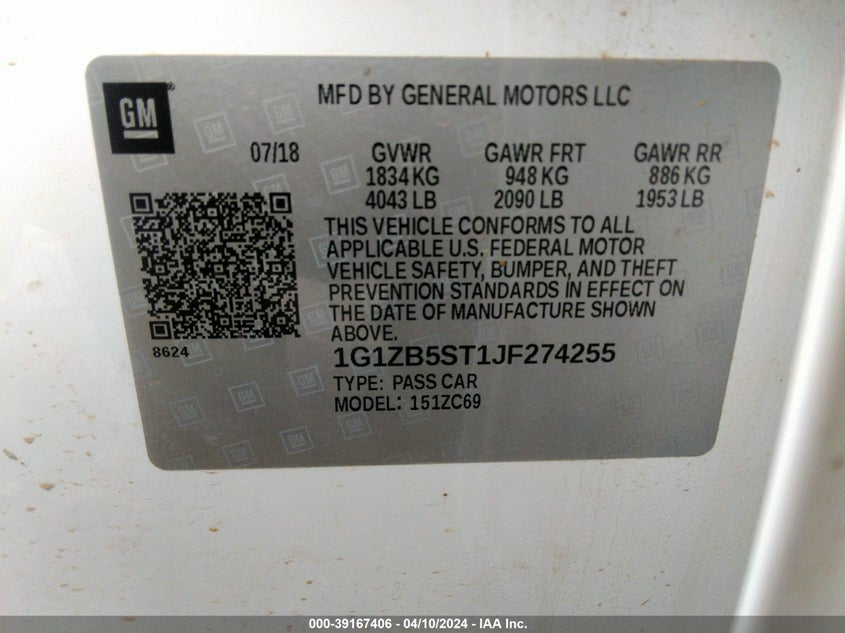 GM
MFD BY GENERAL MOTORS LLC
07/18 GVWR GAWR FRT GAWR RR
1834 KG 948 KG 886 KG
4043 LB 2090 LB 1953 LB
THIS VEHICLE CONFORMS TO ALL
APPLICABLE U.S. FEDERAL MOTOR
VEHICLE SAFETY, BUMPER, AND THEFT
PREVENTION STANDARDS IN EFFECT ON
THE DATE OF MANUFACTURE SHOWN
ABOVE.
8624
1G1ZB5ST1JF274255
TYPE: PASS CAR
MODEL: 151ZC69
000-39167406 - 04/10/2024 - IAA Inc.